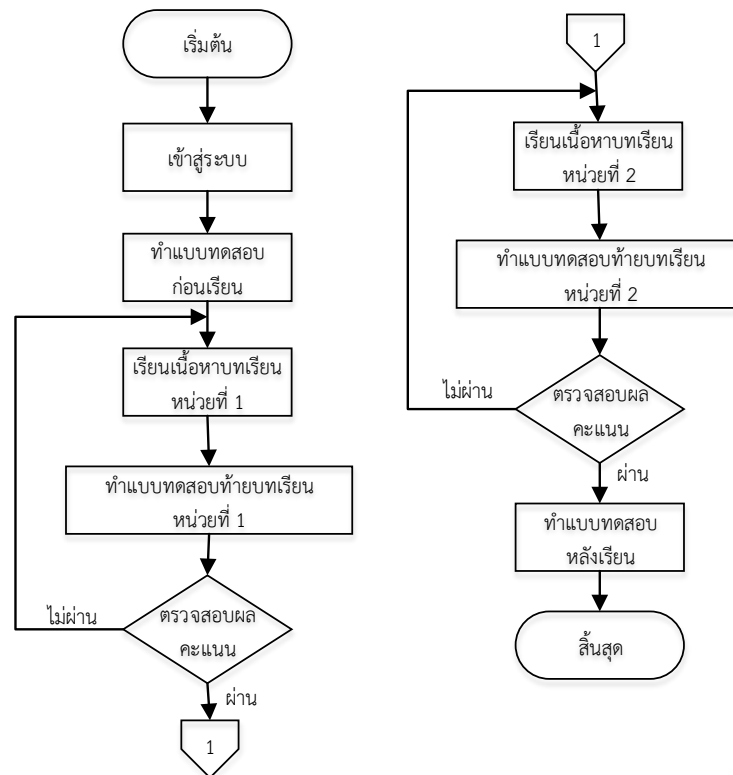 เริ่มต้น
เข้าสู่ระบบ
ทำแบบทดสอบ
ก่อนเรียน
เรียนเนื้อหาบทเรียน
หน่วยที่ 1
ทำแบบทดสอบท้ายบทเรียน
หน่วยที่ 1
ไม่ผ่าน
ตรวจสอบผล
คะแนน
ผ่าน
1
1
เรียนเนื้อหาบทเรียน
หน่วยที่ 2
ทำแบบทดสอบท้ายบทเรียน
หน่วยที่ 2
ไม่ผ่าน
ตรวจสอบผล
คะแนน
ผ่าน
ทำแบบทดสอบ
หลังเรียน
สิ้นสุด